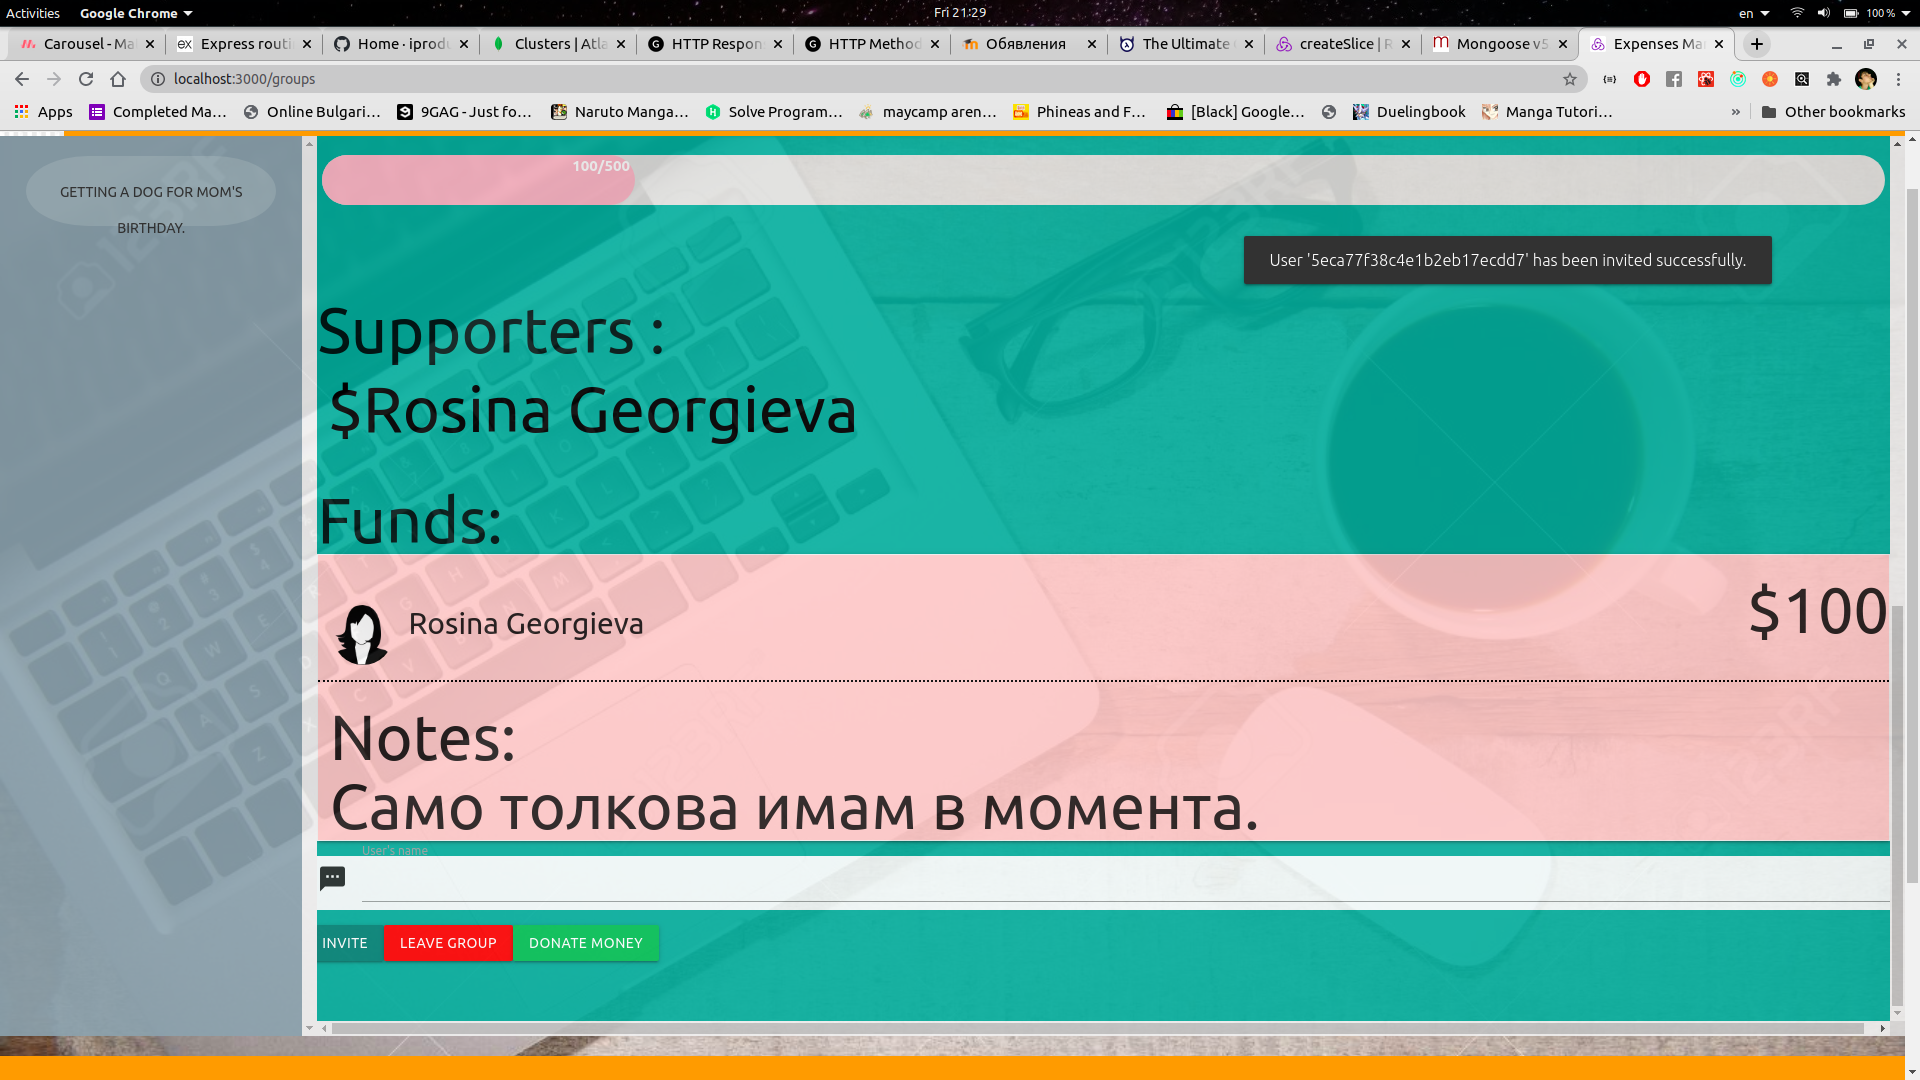 Activities
Google Chrome
Fri 21:29
en
100 %
Carousel - Ma
Express routi
Home · iprodu
Clusters | Atla
HTTP Respon
HTTP Method
Обявления
The Ultimate
createSlice | R
Mongoose v5
Expenses Ma
localhost:3000/groups
Apps
Completed Ma...
Online Bulgari...
9GAG - Just fo...
Naruto Manga...
Solve Program...
maycamp aren...
Phineas and F...
[Black] Google...
Duelingbook
Manga Tutori...
»
Other bookmarks
GETTING A DOG FOR MOM'S
BIRTHDAY.
100/500
User '5eca77f38c4e1b2eb17ecdd7' has been invited successfully.
Supporters :
$Rosina Georgieva
Funds:
Rosina Georgieva
$100
Notes:
Само толкова имам в момента.
User's name
INVITE
LEAVE GROUP
DONATE MONEY